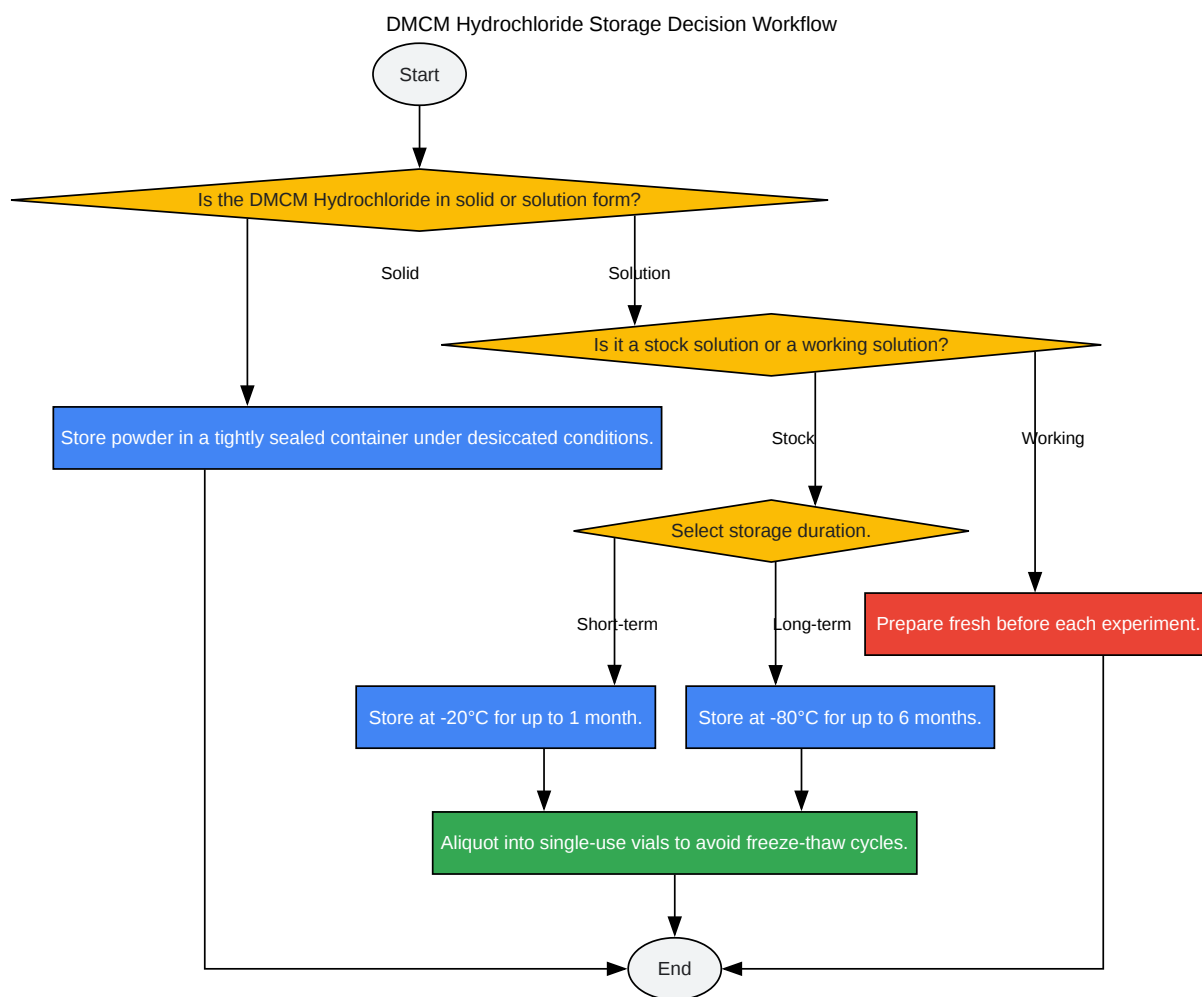 DMCM Hydrochloride Storage Decision Workflow
Start
Is the DMCM Hydrochloride in solid or solution form?
Solid
Solution
Is it a stock solution or a working solution?
Store powder in a tightly sealed container under desiccated conditions.
Stock
Working
Select storage duration.
Short-term
Long-term
Prepare fresh before each experiment.
Store at -20°C for up to 1 month.
Store at -80°C for up to 6 months.
Aliquot into single-use vials to avoid freeze-thaw cycles.
End